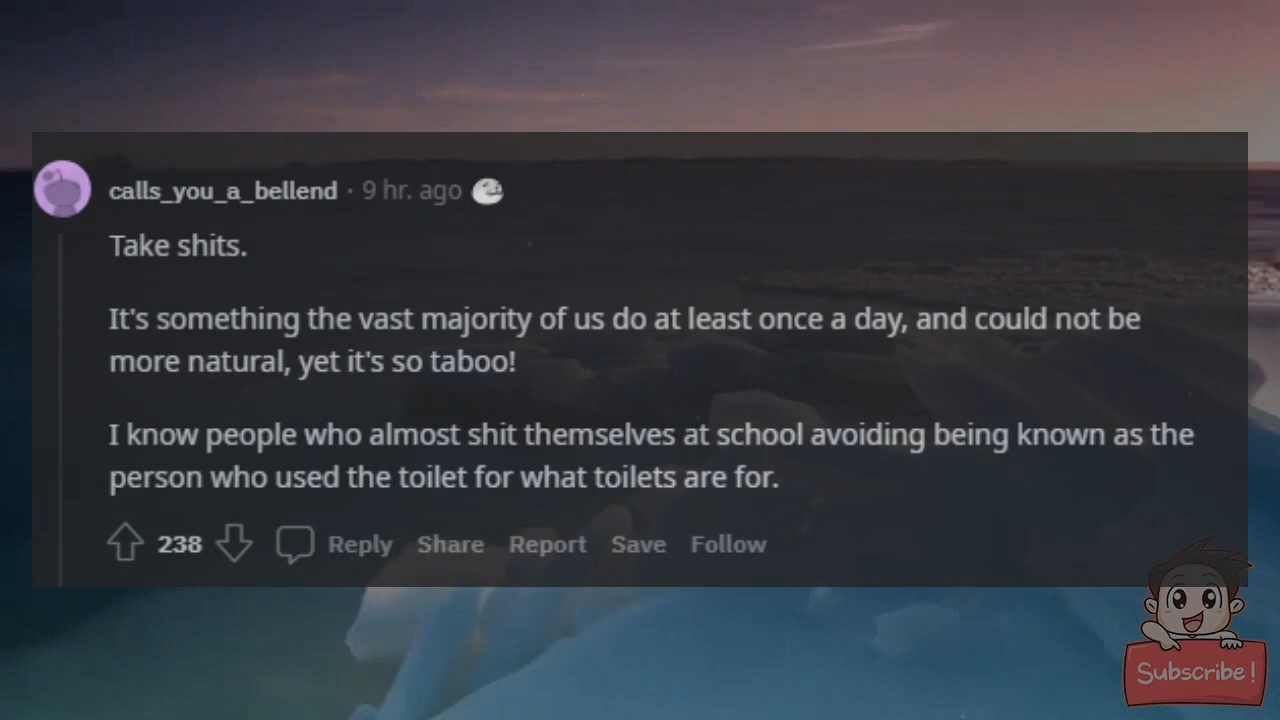 calls_you_a_bellend · 9 hr. ago
Take shits.
It's something the vast majority of us do at least once a day, and could not be
more natural, yet it's so taboo!
I know people who almost shit themselves at school avoiding being known as the
person who used the toilet for what toilets are for.
238 Reply Share Report Save Follow
Subscribe!